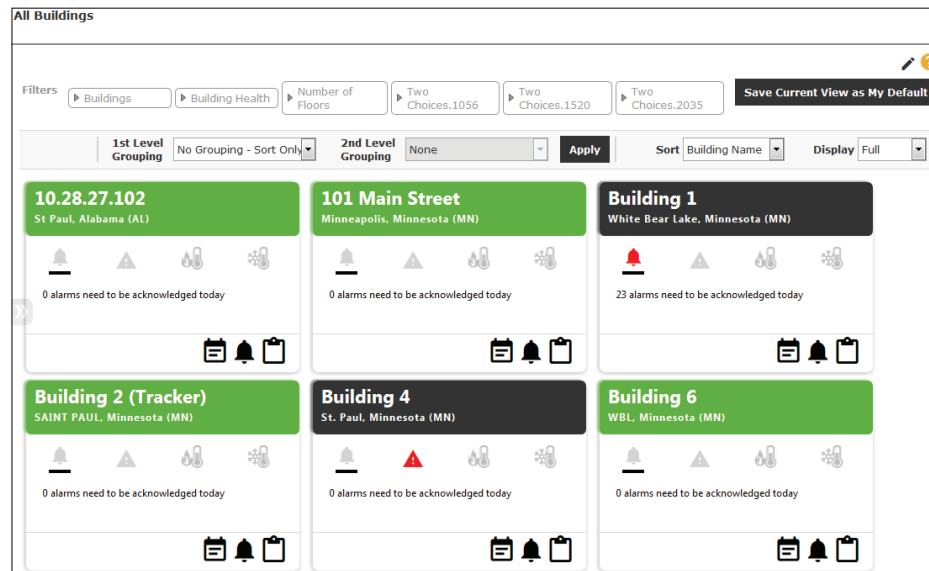 All Buildings
Filters
Buildings
Building Health
Number of
Floors
Two
Choices.1056
Two
Choices.1520
Two
Choices.2035
Save Current View as My Default
1st Level
Grouping
No Grouping - Sort Only
2nd Level
Grouping
None
Apply
Sort
Building Name
Display
Full
10.28.27.102
St Paul, Alabama (AL)
0 alarms need to be acknowledged today
101 Main Street
Minneapolis, Minnesota (MN)
0 alarms need to be acknowledged today
Building 1
White Bear Lake, Minnesota (MN)
23 alarms need to be acknowledged today
Building 2 (Tracker)
SAINT PAUL, Minnesota (MN)
0 alarms need to be acknowledged today
Building 4
St. Paul, Minnesota (MN)
0 alarms need to be acknowledged today
Building 6
WBL, Minnesota (MN)
0 alarms need to be acknowledged today